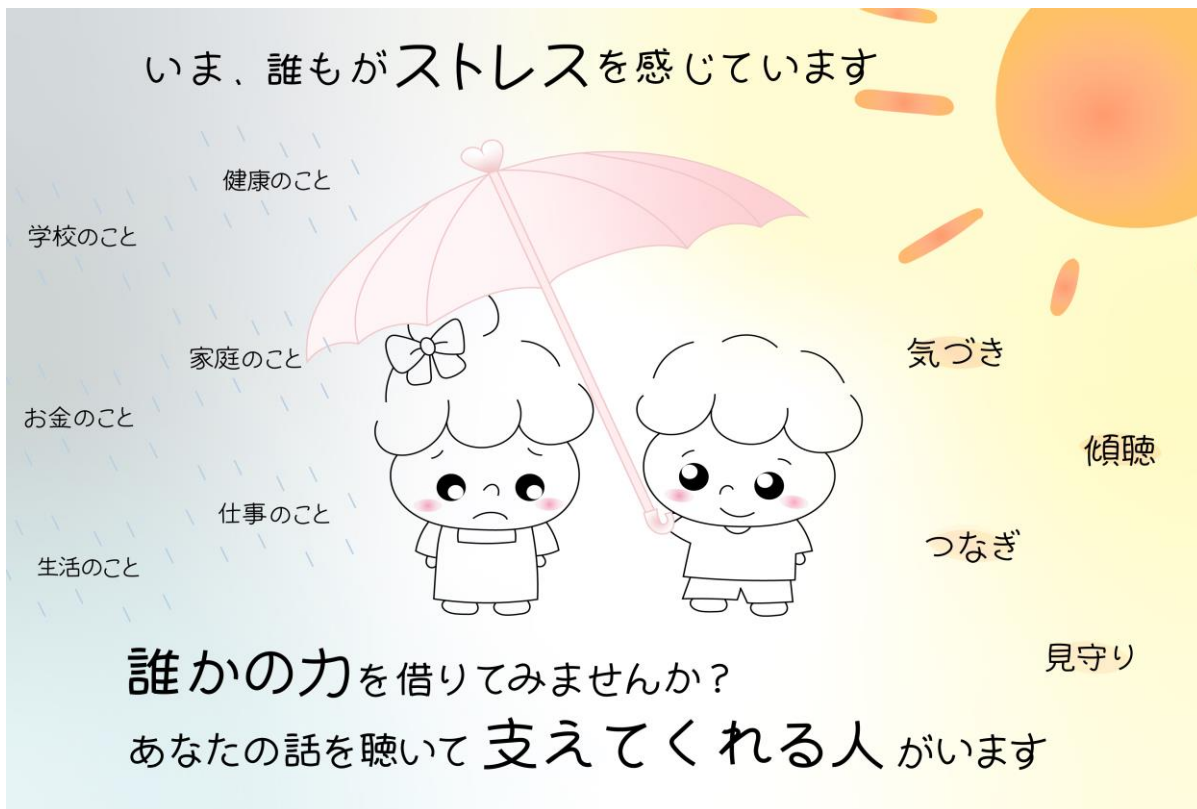 いま、誰もがストレスを感じています
健康のこと
学校のこと
家庭のこと
お金のこと
仕事のこと
生活のこと
気づき
傾聴
つなぎ
見守り
誰かの力を借りてみませんか?
あなたの話を聴いて支えてくれる人がいます